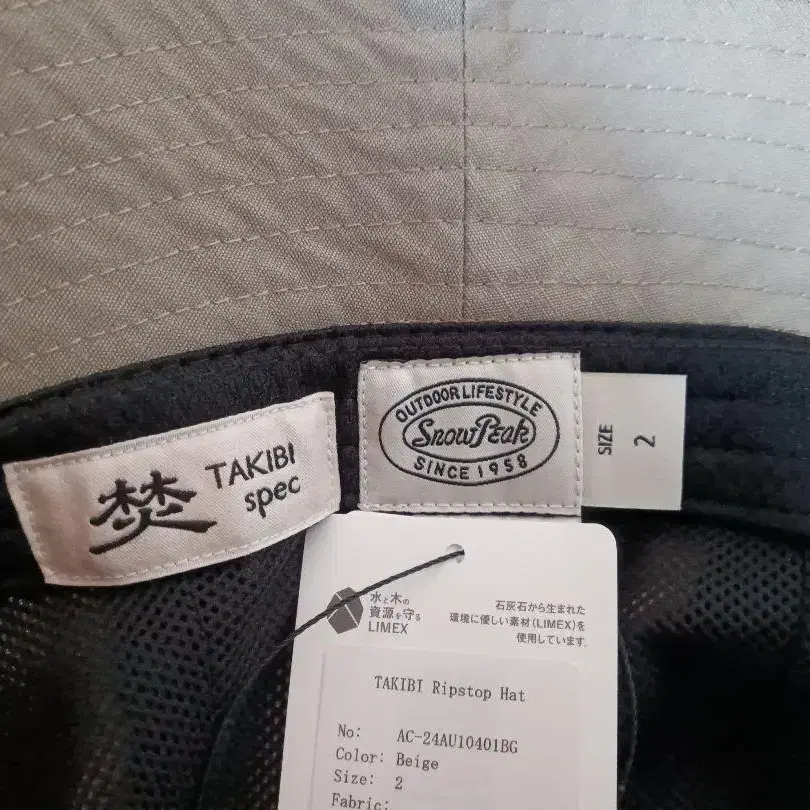 焚 TAKIBI
spec
OUTDOOR LIFESTYLE
Snow Peak
SINCE 1958
SIZE
2
水と木の
資源を守る
LIMEX
石灰石から生まれた
環境に優しい素材(LIMEX)を
使用しています.
TAKIBI Ripstop Hat
No: AC-24AU10401BG
Color: Beige
Size: 2
Fabric: